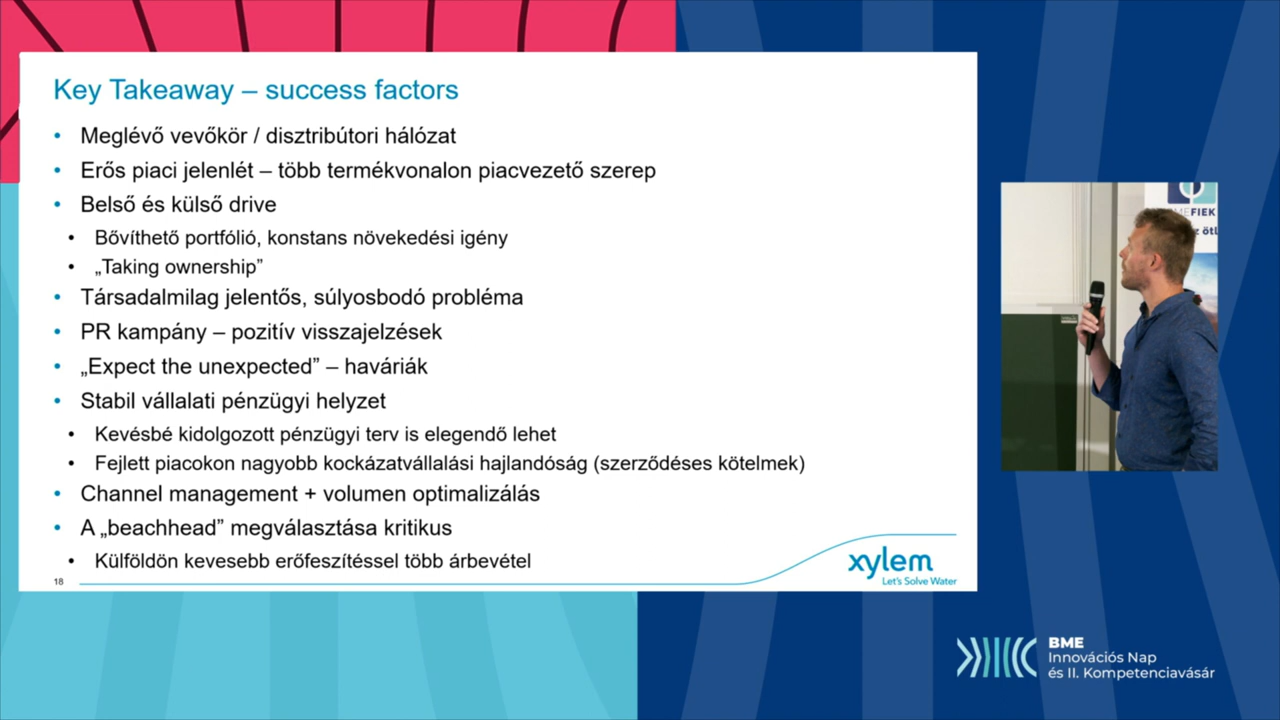 Key Takeaway – success factors
• Meglévő vevőkör / disztribútori hálózat
• Erős piaci jelenlét – több termékvonalon piacvezető szerep
• Belső és külső drive
• Bővíthető portfólió, konstans növekedési igény
• „Taking ownership”
• Társadalmilag jelentős, súlyosbodó probléma
• PR kampány – pozitív visszajelzések
• „Expect the unexpected” – haváriák
• Stabil vállalati pénzügyi helyzet
• Kevésbé kidolgozott pénzügyi terv is elegendő lehet
• Fejlett piacokon nagyobb kockázatvállalási hajlandóság (szerződéses kötelmek)
• Channel management + volumen optimalizálás
• A „beachhead” megválasztása kritikus
• Külföldön kevesebb erőfeszítéssel több árbevétel
18
xylem
Let's Solve Water
FIEK
BME
Innovációs Nap
és II. Kompetenciavásár